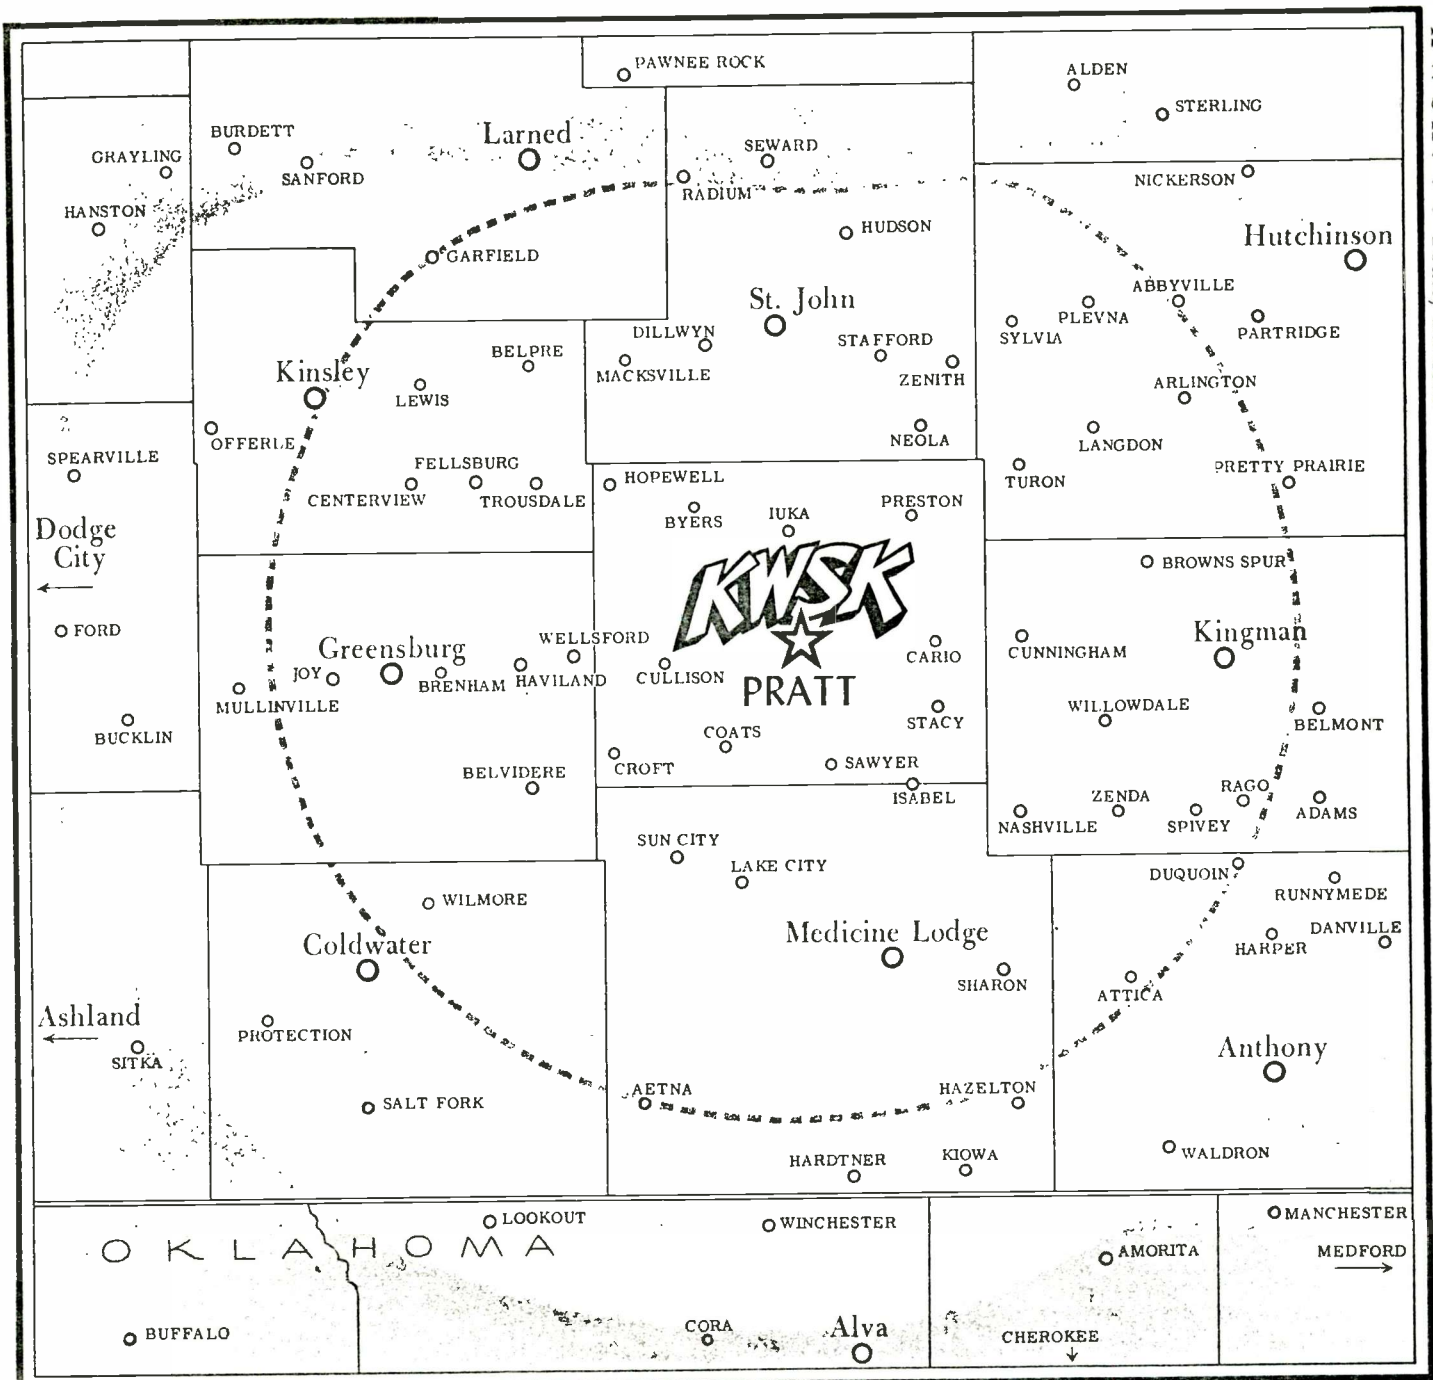 PAWNEE ROCK
ALDEN
STERLING
BURDETT
Larned
SEWARD
GRAYLING
SANFORD
RADIUM
NICKERSON
HANSTON
HUDSON
Hutchinson
GARFIELD
St. John
ABBYVILLE
PLEVNA
PARTRIDGE
SYLVIA
DILLWYN
STAFFORD
BELPRE
MACKSVILLE
ZENITH
Kinsley
LEWIS
ARLINGTON
OFFERLE
NEOLA
LANGDON
SPEARVILLE
FELLSBURG
HOPEWELL
TURON
PRETTY PRAIRIE
CENTERVIEW
TROUSDALE
BYERS
IUKA
PRESTON
Dodge
City
KWSK
BROWNS SPUR
FORD
WELLSFORD
Kingman
Greensburg
CARIO
CUNNINGHAM
JOY
BRENHAM
HAVILAND
CULLISON
PRATT
MULLINVILLE
WILLOWDALE
BUCKLIN
COATS
STACY
BELMONT
BELVIDERE
CROFT
SAWYER
ISABEL
RAGO
ZENDA
NASHVILLE
SPIVEY
ADAMS
SUN CITY
LAKE CITY
DUQUOIN
RUNNYMEDE
WILMORE
Coldwater
Medicine Lodge
HARPER
DANVILLE
SHARON
ATTICA
Ashland
PROTECTION
SITKA
Anthony
SALT FORK
AETNA
HAZELTON
HARDTNER
KIOWA
WALDRON
LOOKOUT
WINCHESTER
MANCHESTER
OKLAHOMA
AMORITA
MEDFORD
BUFFALO
CORA
Alva
CHEROKEE